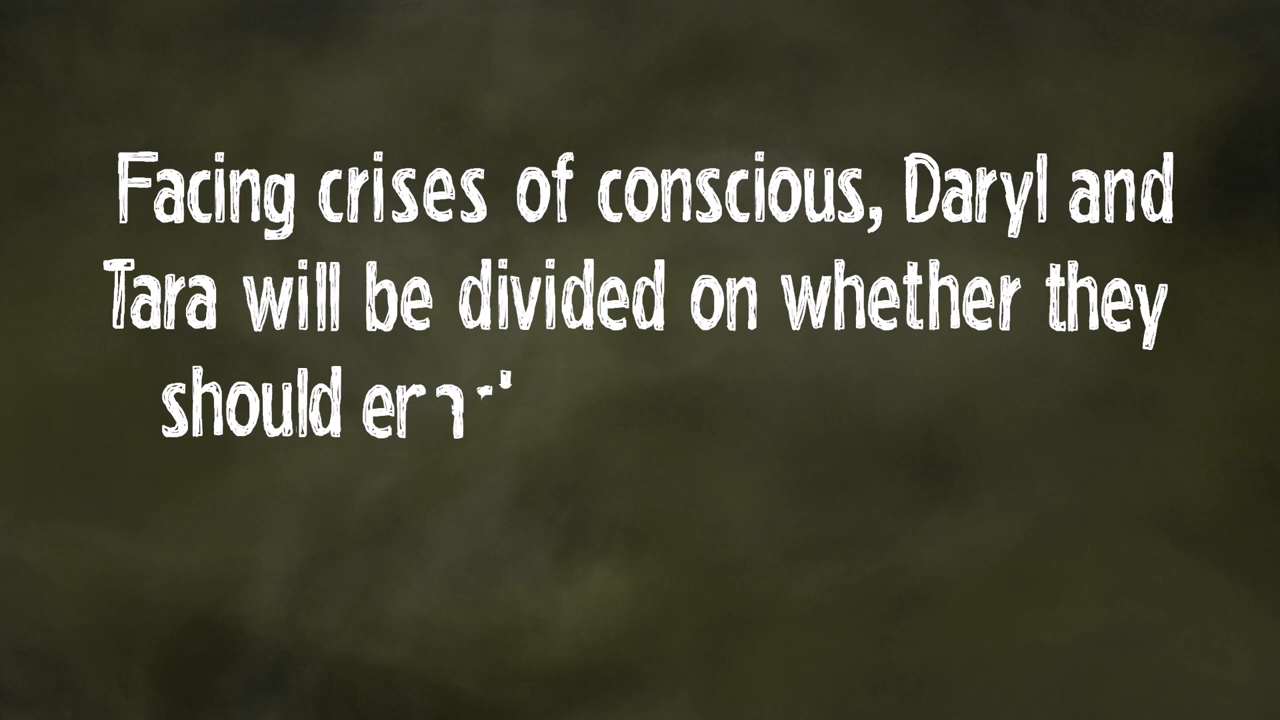 Facing crises of conscious, Daryl and
Tara will be divided on whether they
should